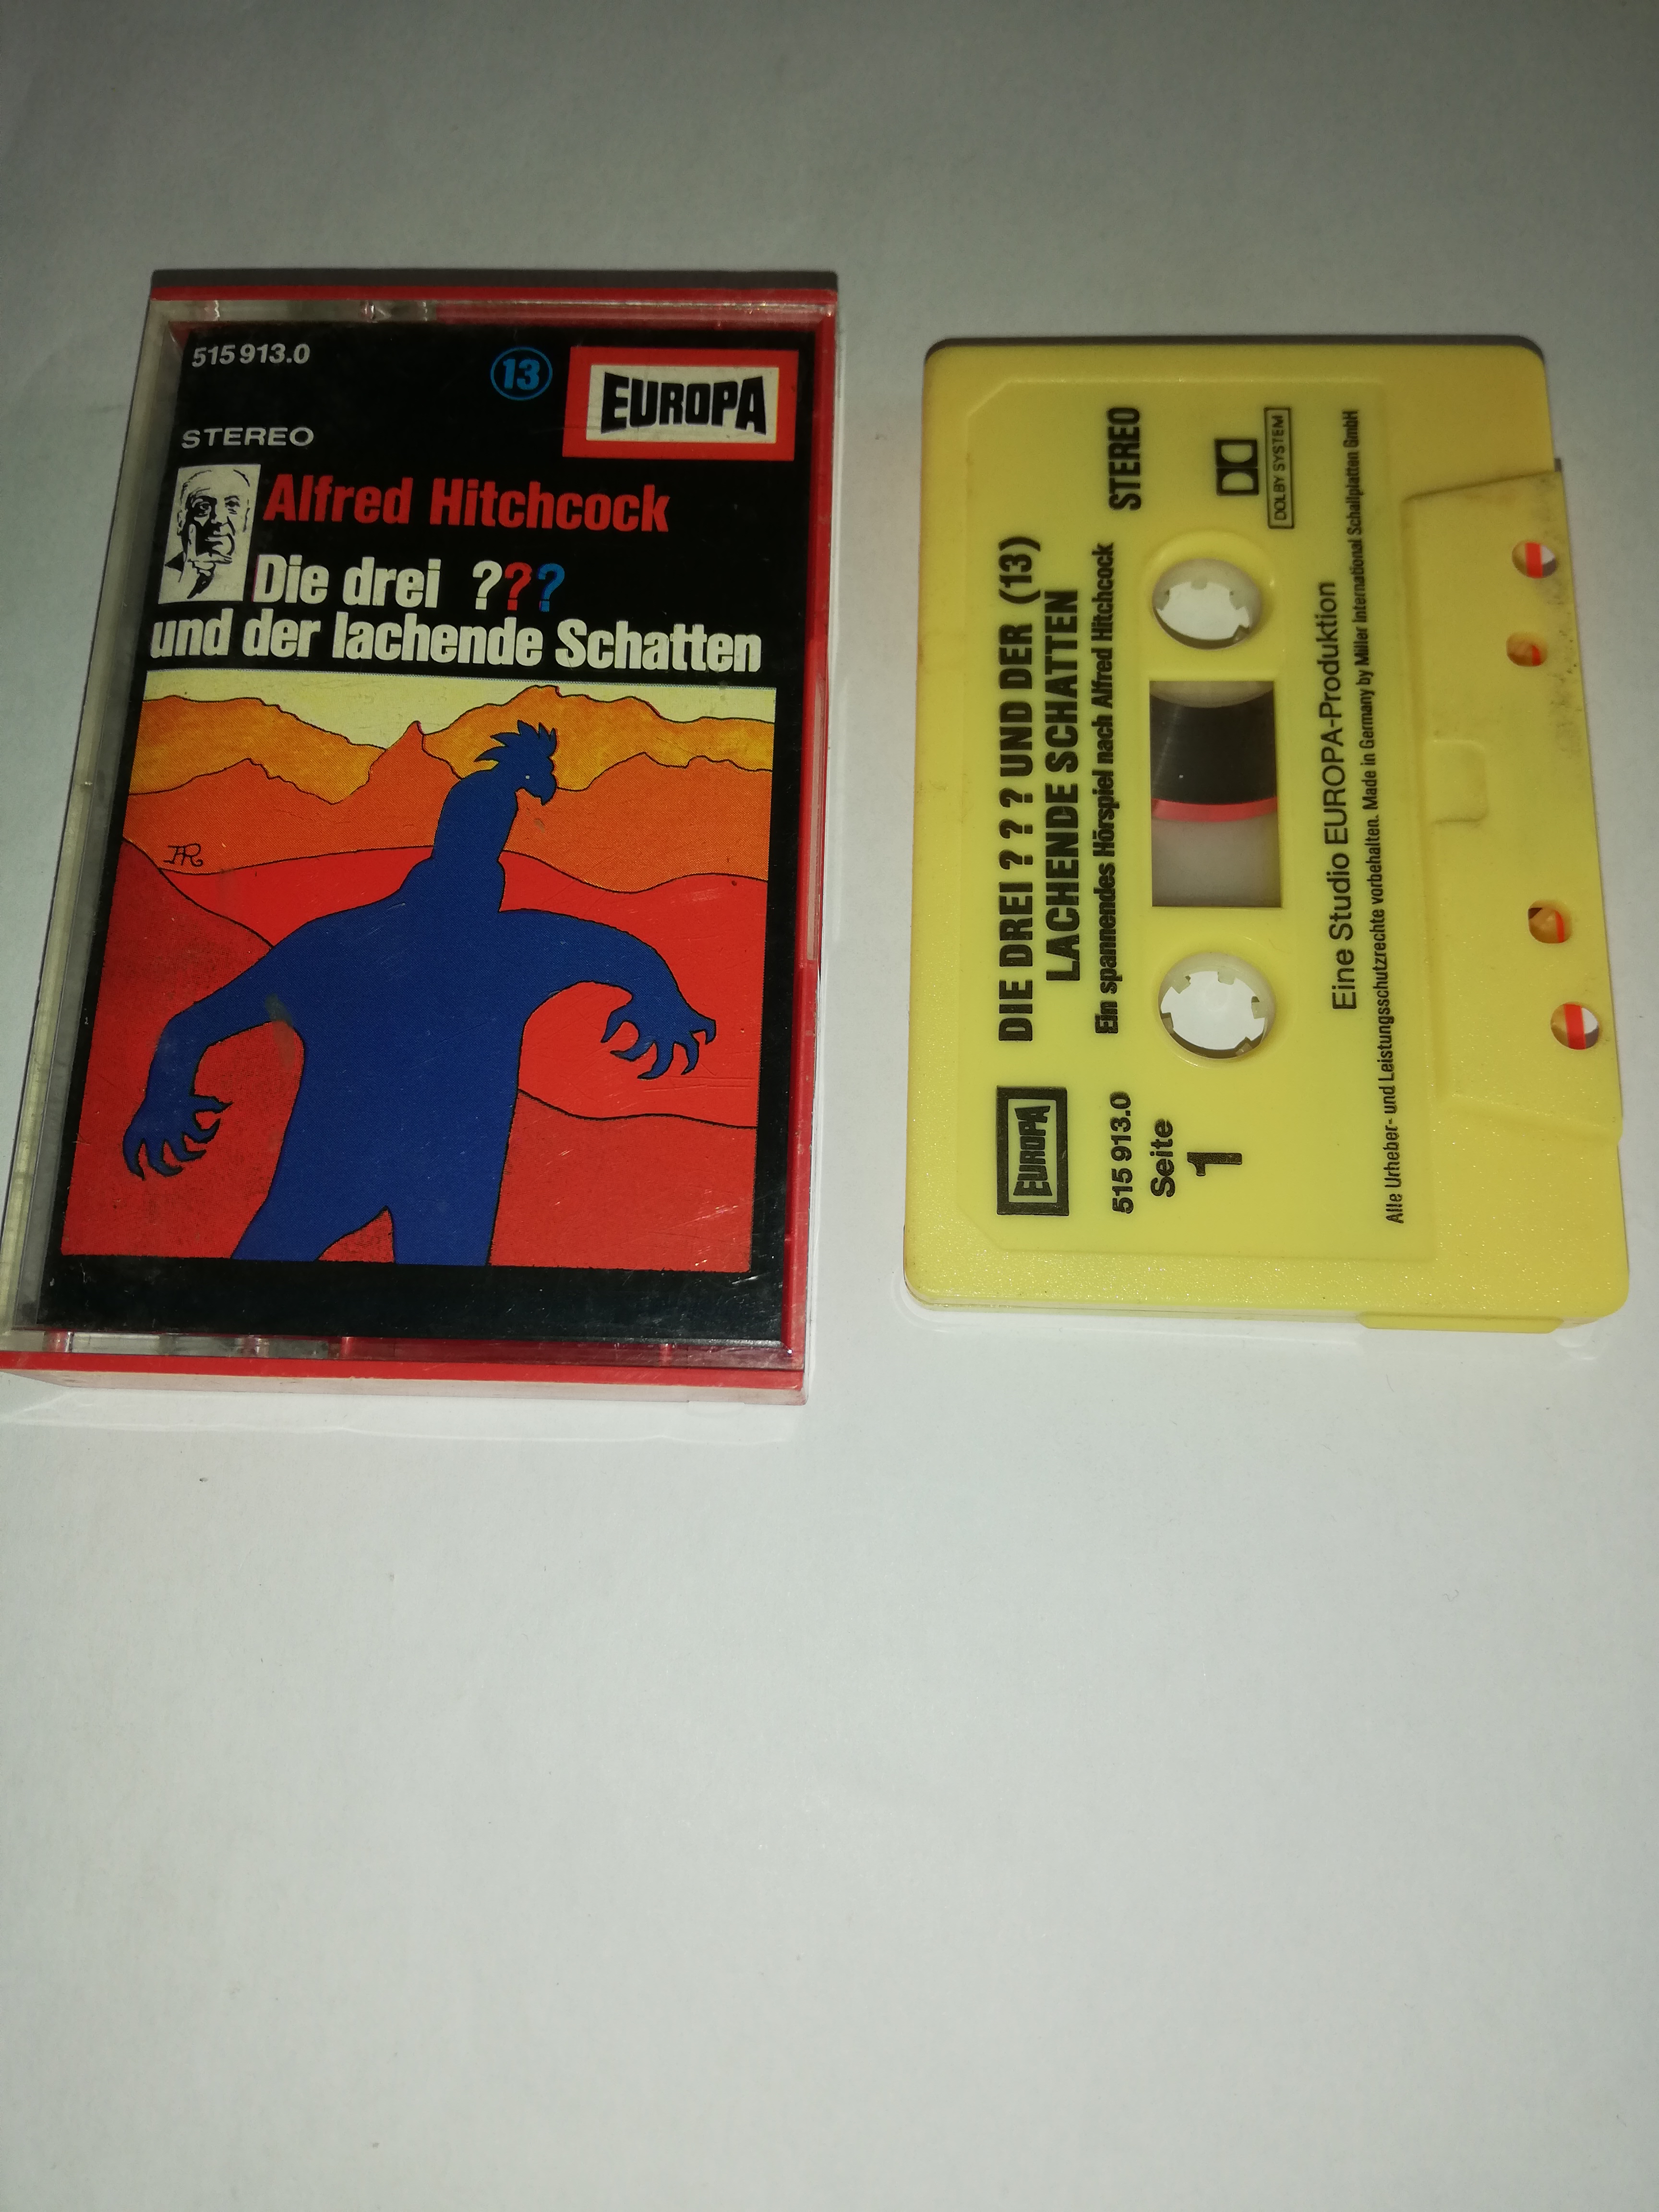 515 913.0
13
EUROPA
STEREO
Alfred Hitchcock
Die drei ???
und der lachende Schatten
AR
EUROPA
DIE DREI ? ? ? UND DER (13)
LACHENDE SCHATTEN
Ein spannendes Hörspiel nach Alfred Hitchcock
STEREO
515 913.0
Seite
1
DOLBY SYSTEM
Eine Studio EUROPA-Produktion
Alle Urheber- und Leistungsschutzrechte vorbehalten. Made in Germany by Miller International Schallplatten GmbH